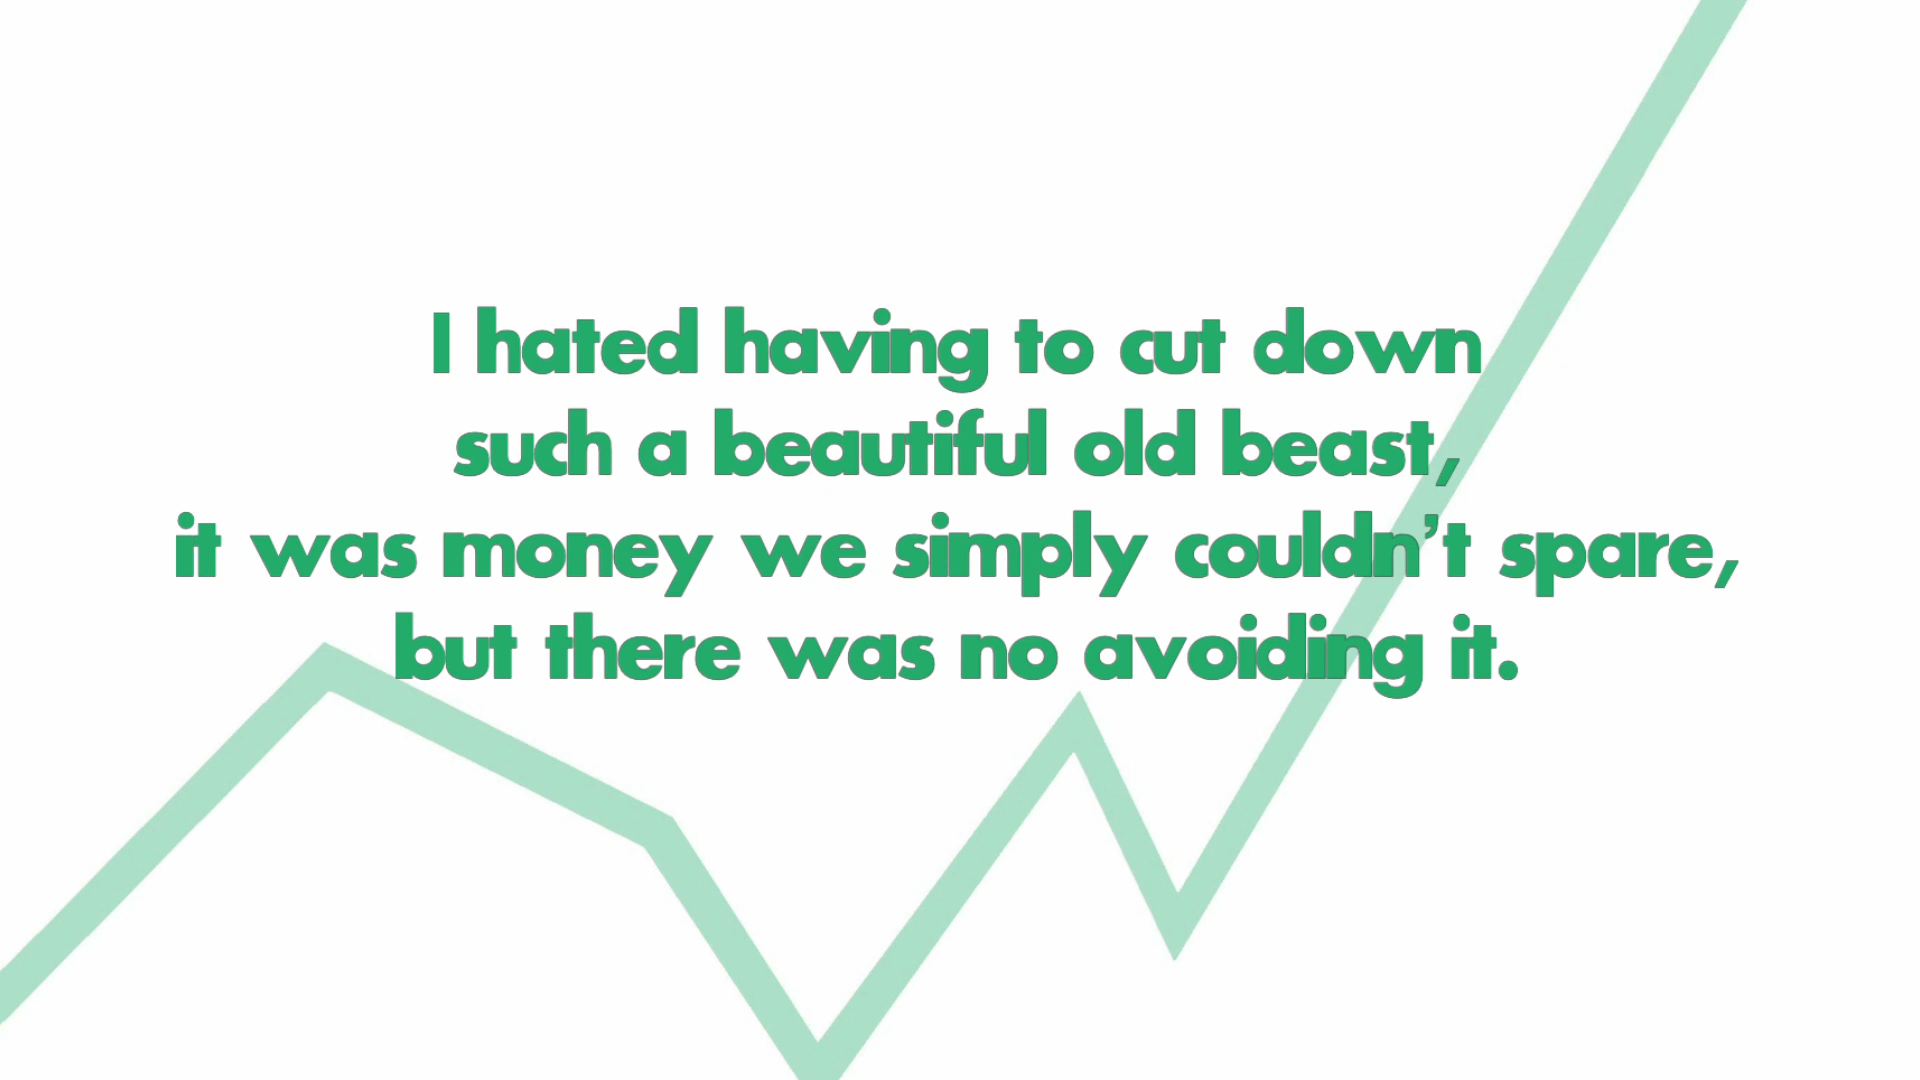 I hated having to cut down
such a beautiful old beast,
it was money we simply couldn’t spare,
but there was no avoiding it.